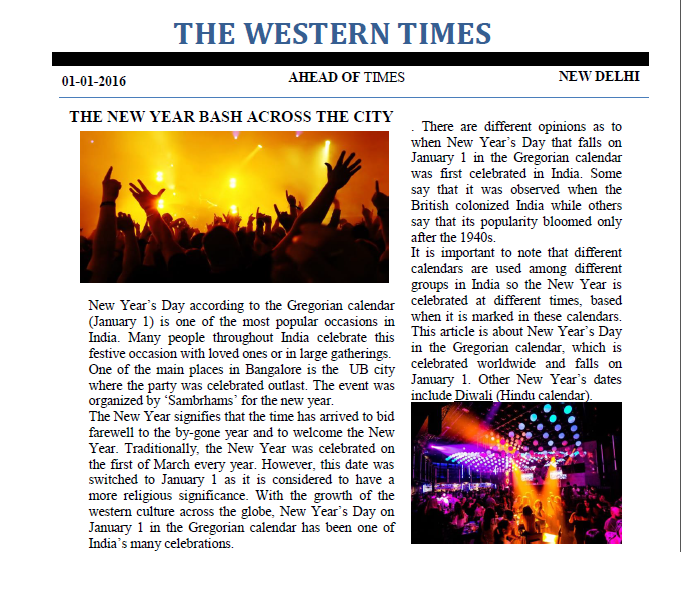 THE WESTERN TIMES
01-01-2016
AHEAD OF TIMES
NEW DELHI
THE NEW YEAR BASH ACROSS THE CITY
New Year's Day according to the Gregorian calendar
(January 1) is one of the most popular occasions in
India. Many people throughout India celebrate this
festive occasion with loved ones or in large gatherings.
One of the main places in Bangalore is the UB city
where the party was celebrated outlast. The event was
organized by 'Sambrhams' for the new year.
The New Year signifies that the time has arrived to bid
farewell to the by-gone year and to welcome the New
Year. Traditionally, the New Year was celebrated on
the first of March every year. However, this date was
switched to January 1 as it is considered to have a
more religious significance. With the growth of the
western culture across the globe, New Year's Day on
January 1 in the Gregorian calendar has been one of
India's many celebrations.
. There are different opinions as to
when New Year's Day that falls on
January 1 in the Gregorian calendar
was first celebrated in India. Some
say that it was observed when the
British colonized India while others
say that its popularity bloomed only
after the 1940s.
It is important to note that different
calendars are used among different
groups in India so the New Year is
celebrated at different times, based
when it is marked in these calendars.
This article is about New Year's Day
in the Gregorian calendar, which is
celebrated worldwide and falls on
January 1. Other New Year's dates
include Diwali (Hindu calendar).